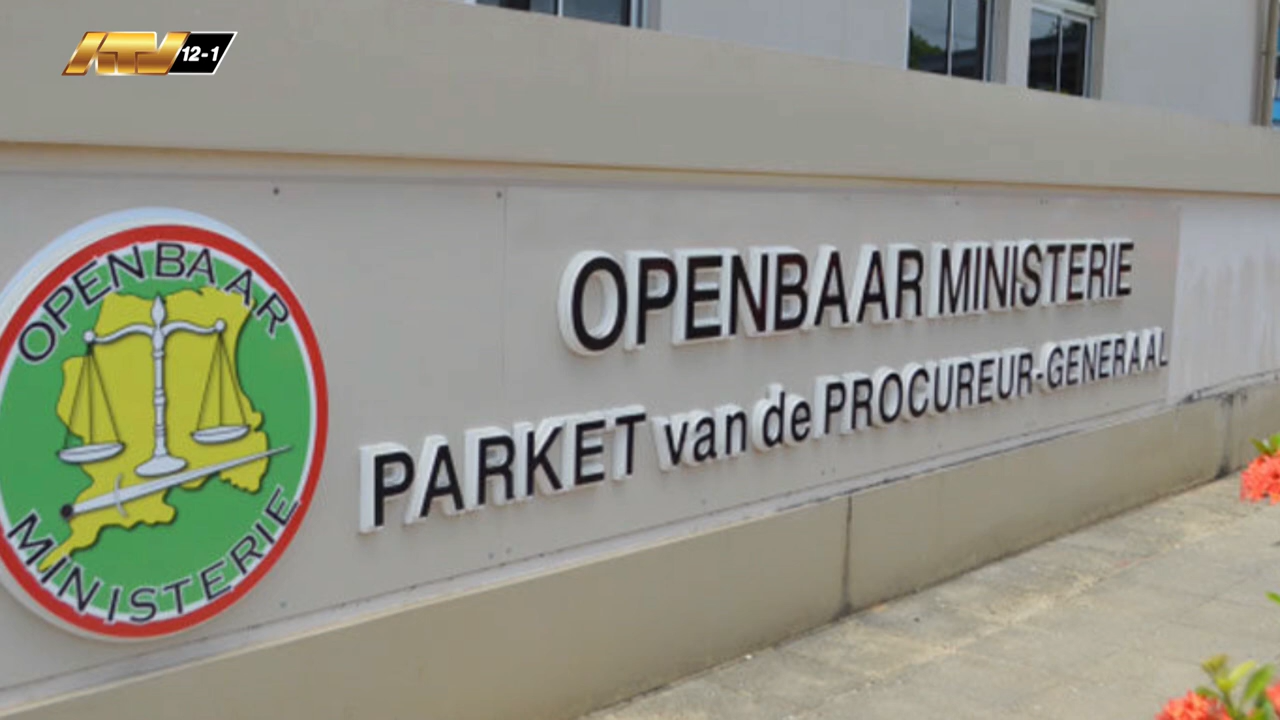 ATV 12-1
OPENBAAR MINISTERIE
PARKET van de PROCUREUR-GENERAAL
OPENBAAR
MINISTERIE